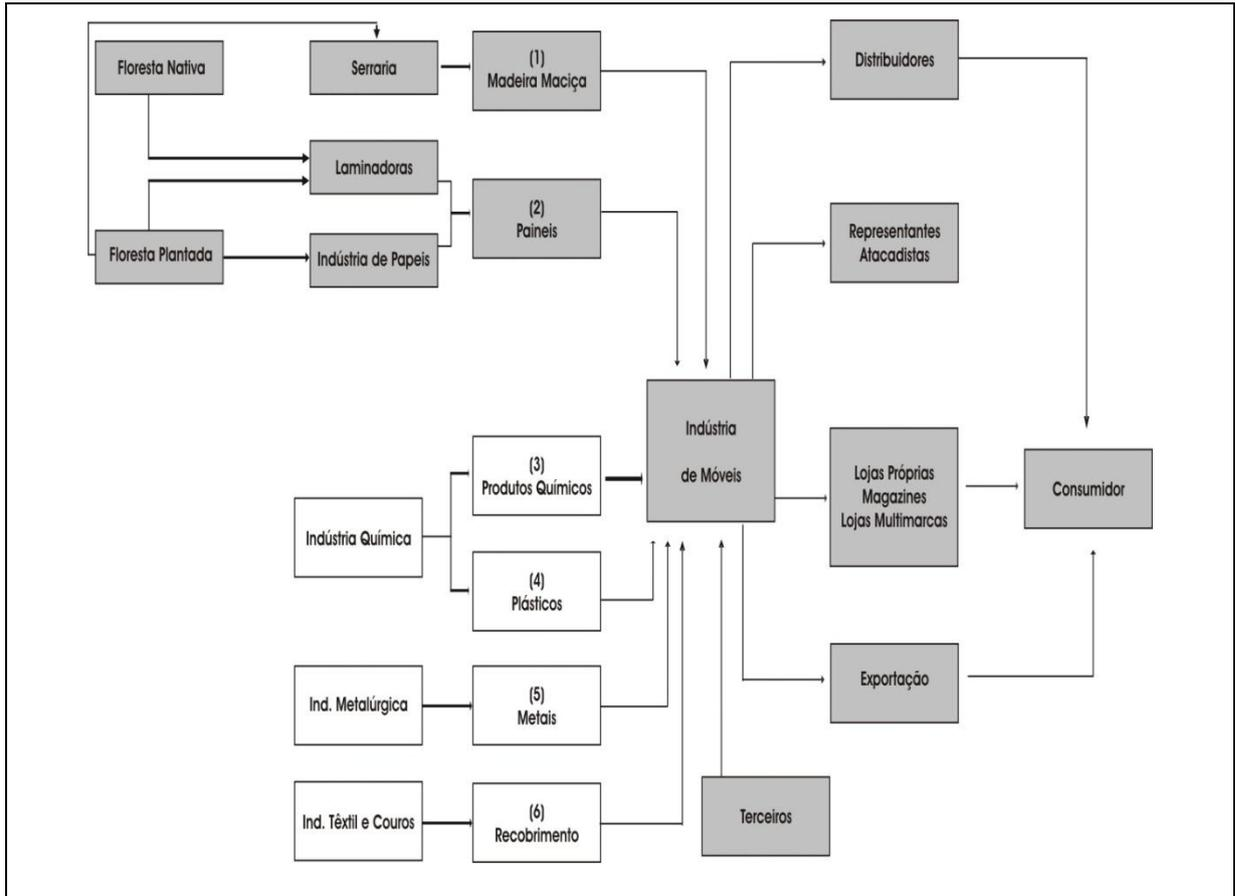 Floresta Nativa
Serraria
(1)
Madeira Maciça
Distribuidores
Laminadoras
(2)
Paineis
Representantes
Atacadistas
Floresta Plantada
Indústria de Papeis
Indústria
de Móveis
(3)
Produtos Químicos
Lojas Próprias
Magazines
Lojas Multimarcas
Consumidor
Indústria Química
(4)
Plásticos
Ind. Metalúrgica
(5)
Metais
Exportação
Ind. Têxtil e Couros
(6)
Recobrimento
Terceiros